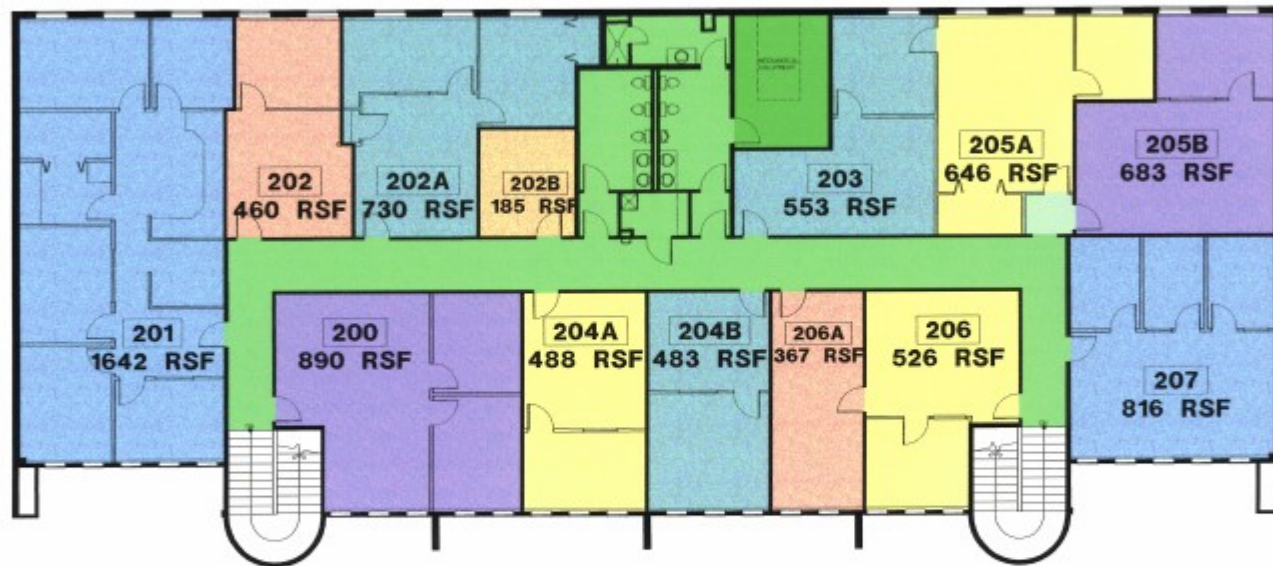 MECHANICAL
EQUIPMENT
202
460 RSF
202A
730 RSF
202B
185 RSF
203
553 RSF
205A
646 RSF
205B
683 RSF
201
1642 RSF
200
890 RSF
204A
488 RSF
204B
483 RSF
206A
367 RSF
206
526 RSF
207
816 RSF